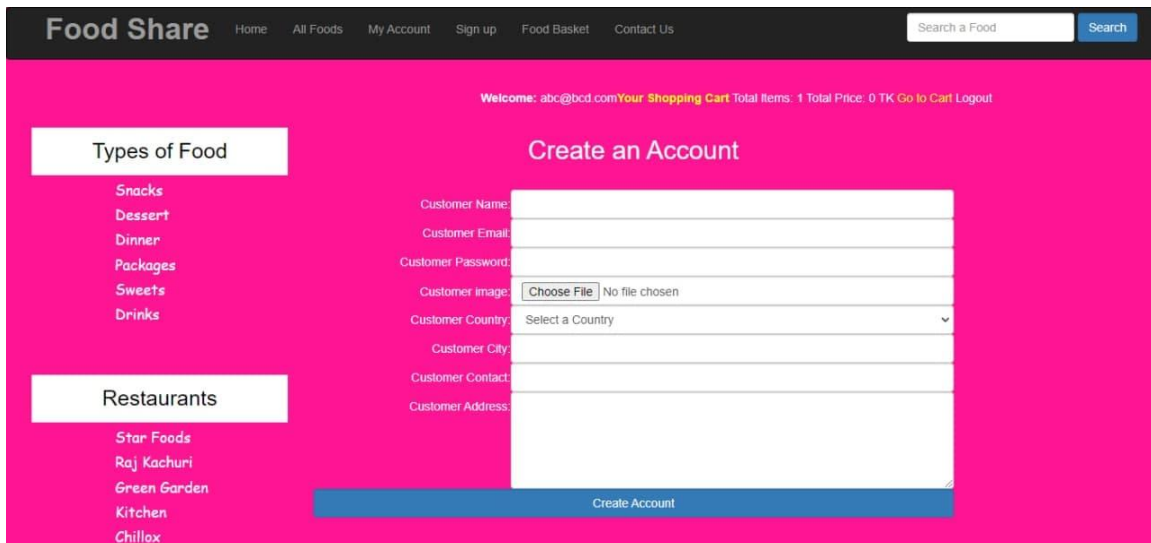 Food Share Home All Foods My Account Sign up Food Basket Contact Us Search a Food Search
Welcome: abc@bcd.comYour Shopping Cart Total Items: 1 Total Price: 0 TK Go to Cart Logout
Types of Food
Snacks
Dessert
Dinner
Packages
Sweets
Drinks
Restaurants
Star Foods
Raj Kachuri
Green Garden
Kitchen
Chillox
Create an Account
Customer Name:
Customer Email:
Customer Password:
Customer image: Choose File No file chosen
Customer Country: Select a Country
Customer City:
Customer Contact:
Customer Address:
Create Account